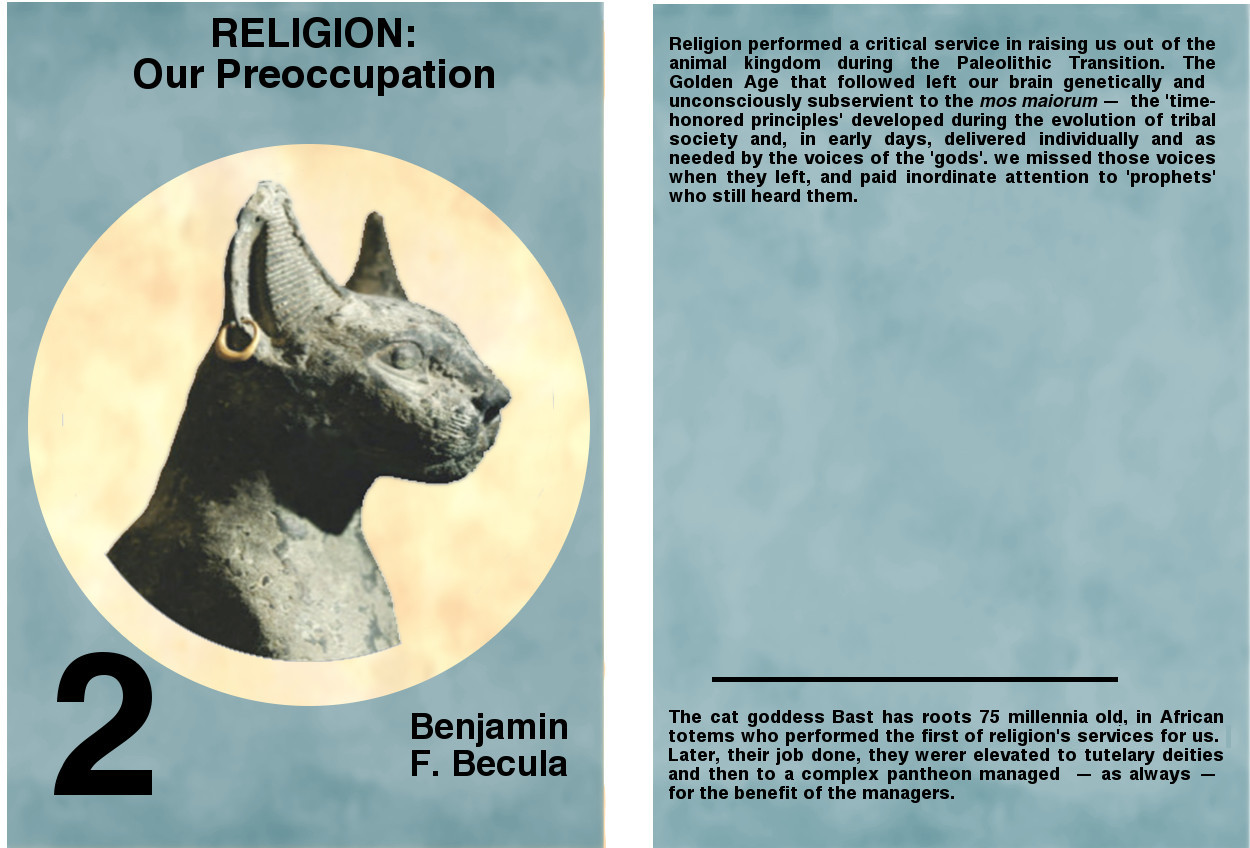 RELIGION:
Our Preoccupation
2
Benjamin
F. Becula
Religion performed a critical service in raising us out of the
animal kingdom during the Paleolithic Transition. The
Golden Age that followed left our brain genetically and
unconsciously subservient to the mos maiorum — the 'time-
honored principles' developed during the evolution of tribal
society and, in early days, delivered individually and as
needed by the voices of the 'gods'. we missed those voices
when they left, and paid inordinate attention to 'prophets'
who still heard them.
The cat goddess Bast has roots 75 millennia old, in African
totems who performed the first of religion's services for us.
Later, their job done, they werer elevated to tutelary deities
and then to a complex pantheon managed — as always —
for the benefit of the managers.